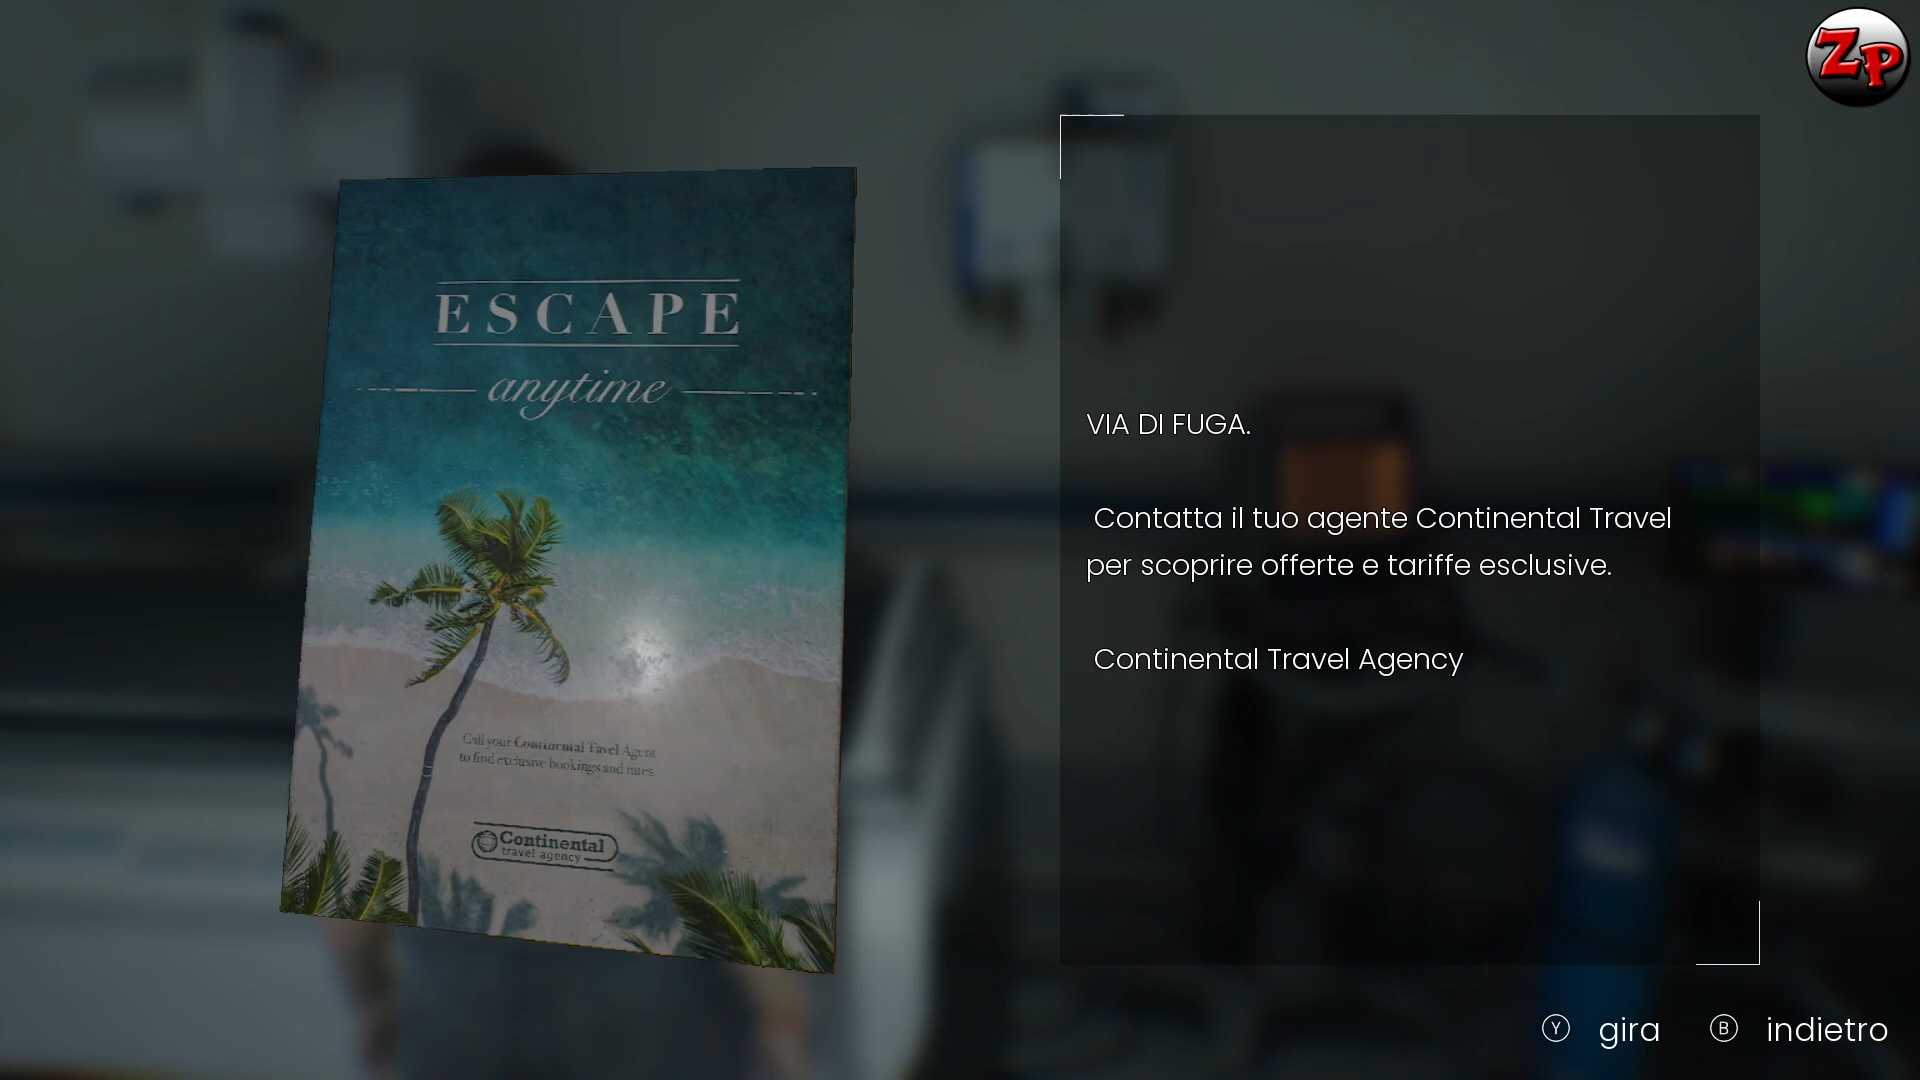 ZP
ESCAPE
anytime
Call your Continental Tavel Agent
to find exclusive bookings and rates.
Continental
travel agency
VIA DI FUGA.
Contatta il tuo agente Continental Travel
per scoprire offerte e tariffe esclusive.
Continental Travel Agency
Y gira B indietro